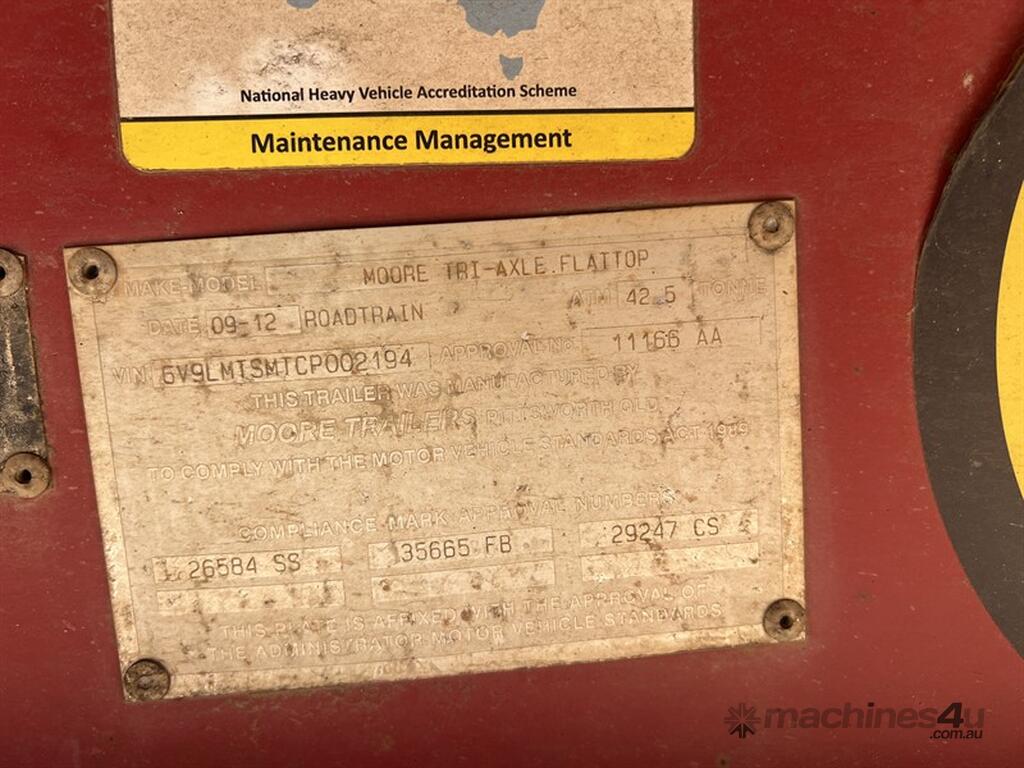 National Heavy Vehicle Accreditation Scheme
Maintenance Management
MAKE-MODEL MOORE TRI-AXLE.FLATTOP
DATE 09-12 ROADTRAIN ATM 42.5 TONNE
VIN 6V9LMTSMTCP002194 APPROVAL No. 11166 AA
THIS TRAILER WAS MANUFACTURED BY
MOORE TRAILERS PITTSWORTH QLD
TO COMPLY WITH THE MOTOR VEHICLE STANDARDS ACT 1989
COMPLIANCE MARK APPROVAL NUMBERS
26584 SS 35665 FB 29247 CS
THIS PLATE IS AFFIXED WITH THE APPROVAL OF
THE ADMINISTRATOR MOTOR VEHICLE STANDARDS
machines4u
.com.au